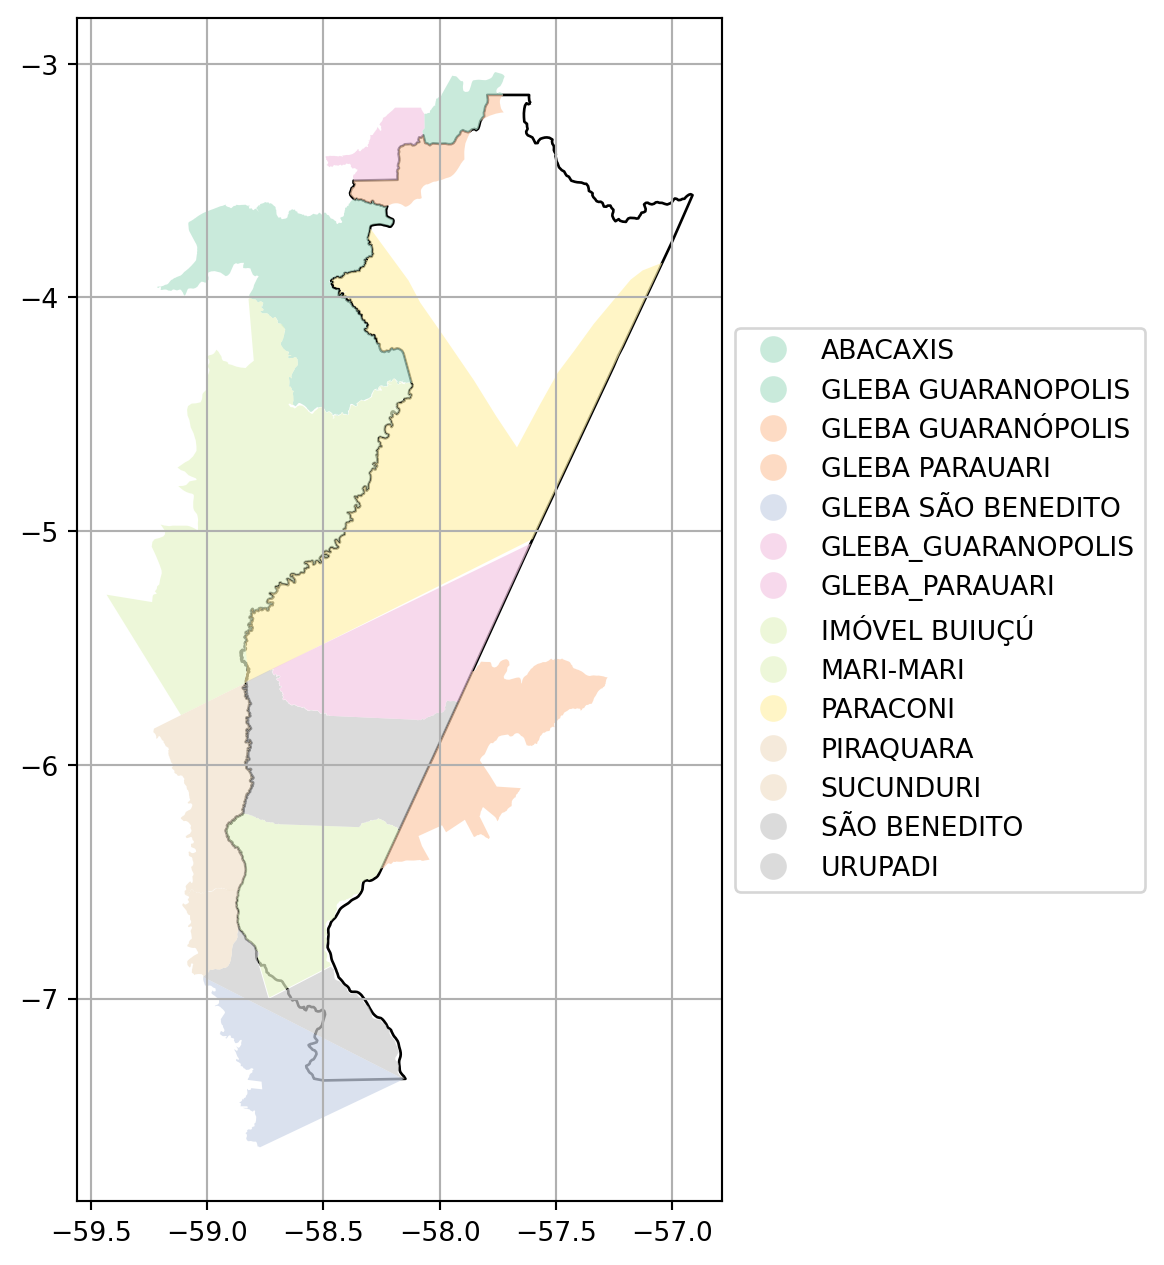 −3
−4
−5
−6
−7
−59.5
−59.0
−58.5
−58.0
−57.5
−57.0
ABACAXIS
GLEBA GUARANOPOLIS
GLEBA GUARANÓPOLIS
GLEBA PARAUARI
GLEBA SÃO BENEDITO
GLEBA_GUARANOPOLIS
GLEBA_PARAUARI
IMÓVEL BUIUÇÚ
MARI-MARI
PARACONI
PIRAQUARA
SUCUNDURI
SÃO BENEDITO
URUPADI